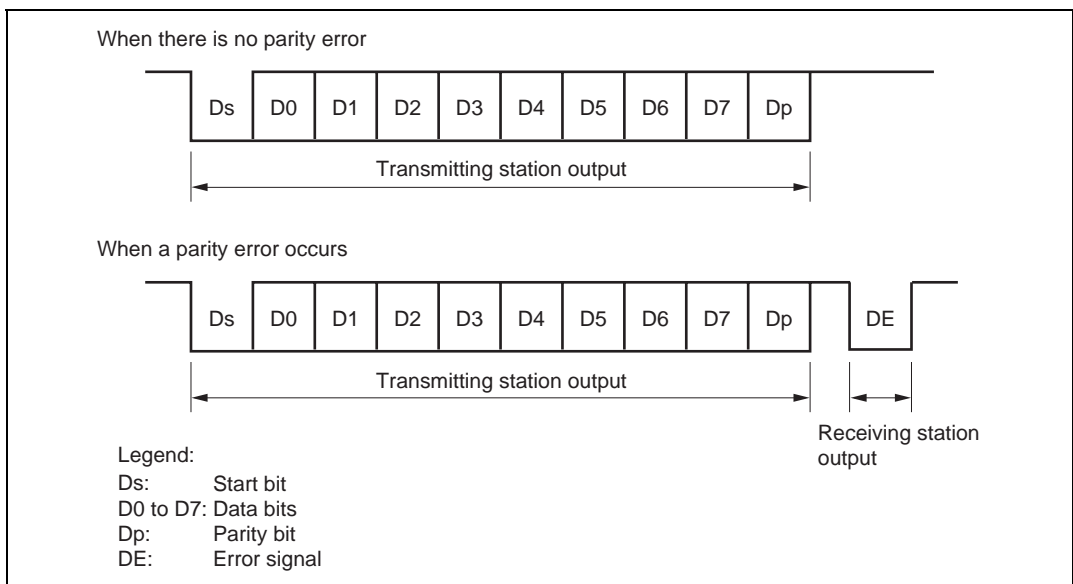 When there is no parity error
Ds D0 D1 D2 D3 D4 D5 D6 D7 Dp
Transmitting station output
When a parity error occurs
Ds D0 D1 D2 D3 D4 D5 D6 D7 Dp DE
Transmitting station output
Receiving station
output
Legend:
Ds: Start bit
D0 to D7: Data bits
Dp: Parity bit
DE: Error signal